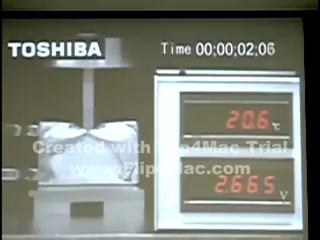 TOSHIBA
Time 00;00;02;06
20.6 ℃
Created with Flip4Mac Trial
www.Flip4Mac.com
2.665 V